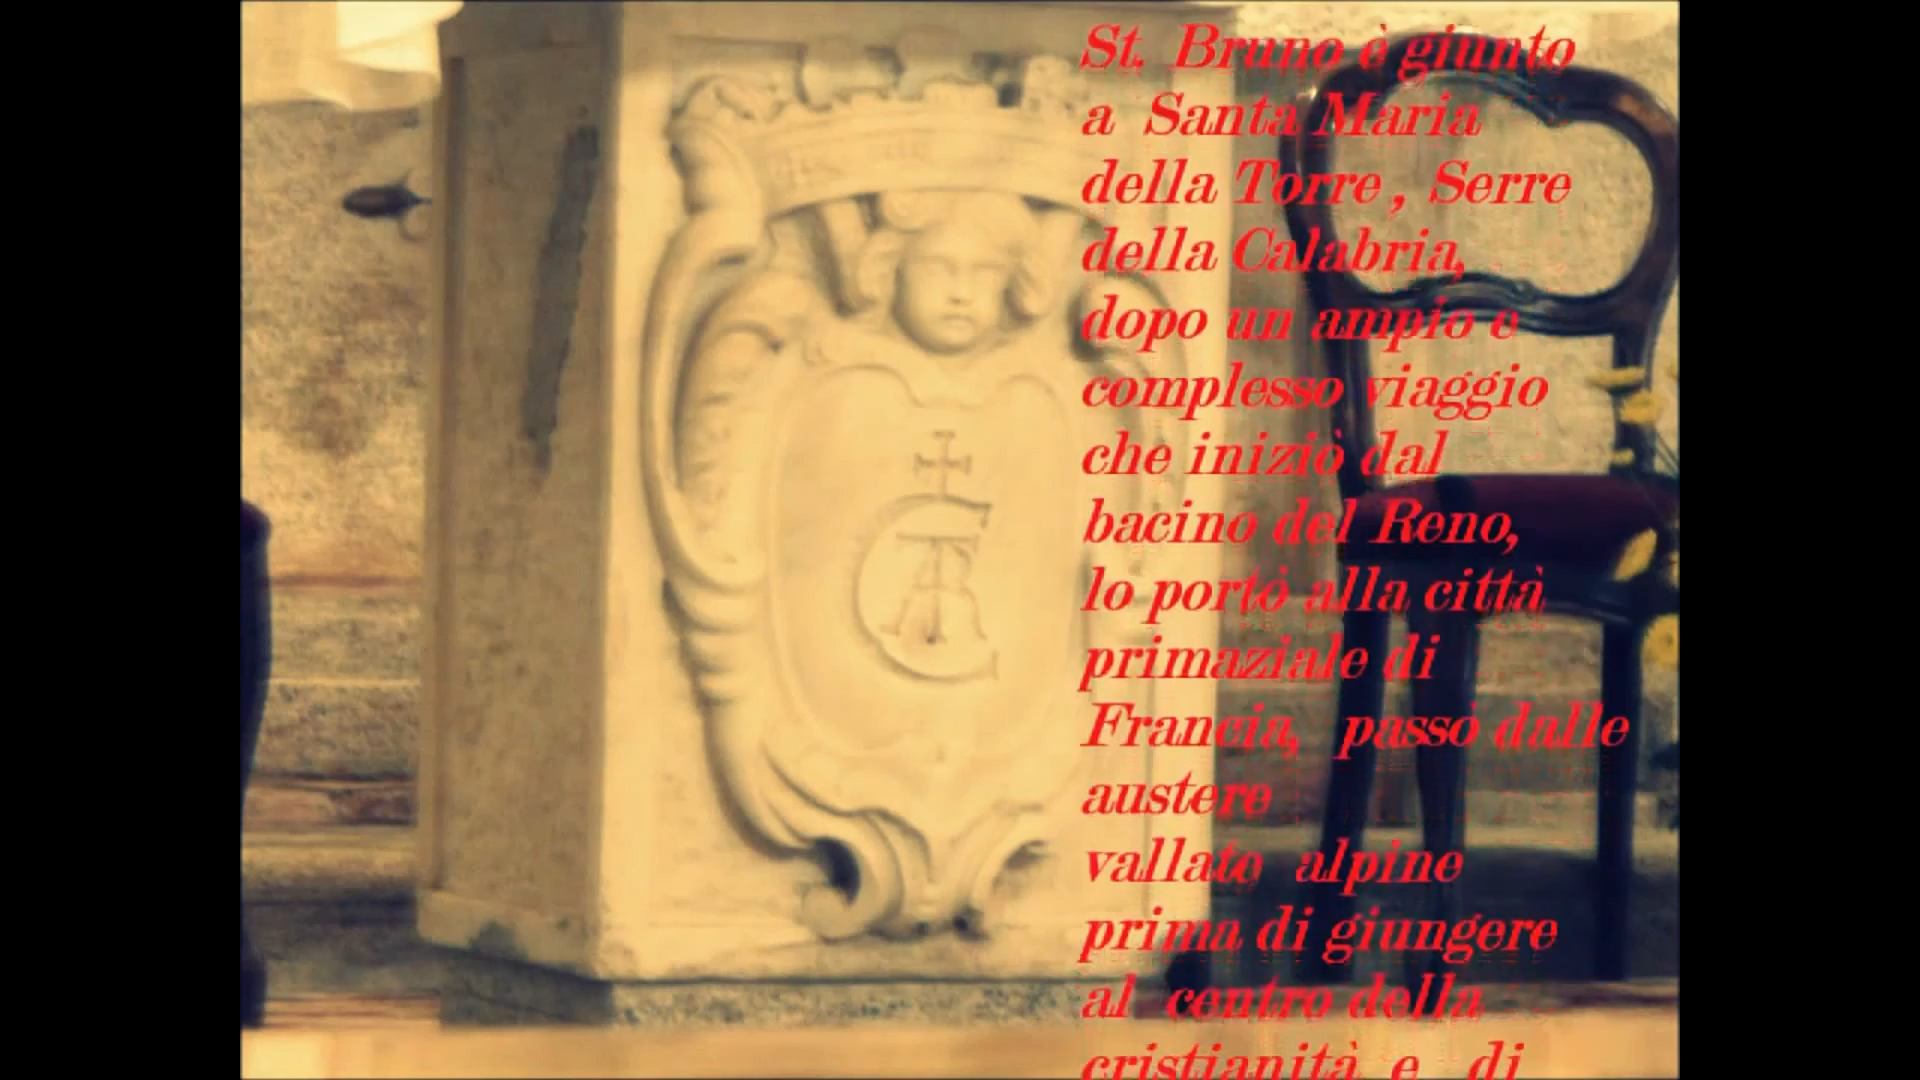 St. Bruno è giunto
a Santa Maria
della Torre , Serre
della Calabria,
dopo un ampio e
complesso viaggio
che iniziò dal
bacino del Reno,
lo portò alla città
primaziale di
Francia, passò dalle
austere
vallate alpine
prima di giungere
al centro della
cristianità e di